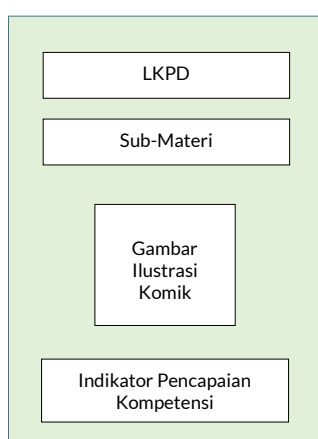 LKPD
Sub-Materi
Gambar
Ilustrasi
Komik
Indikator Pencapaian
Kompetensi